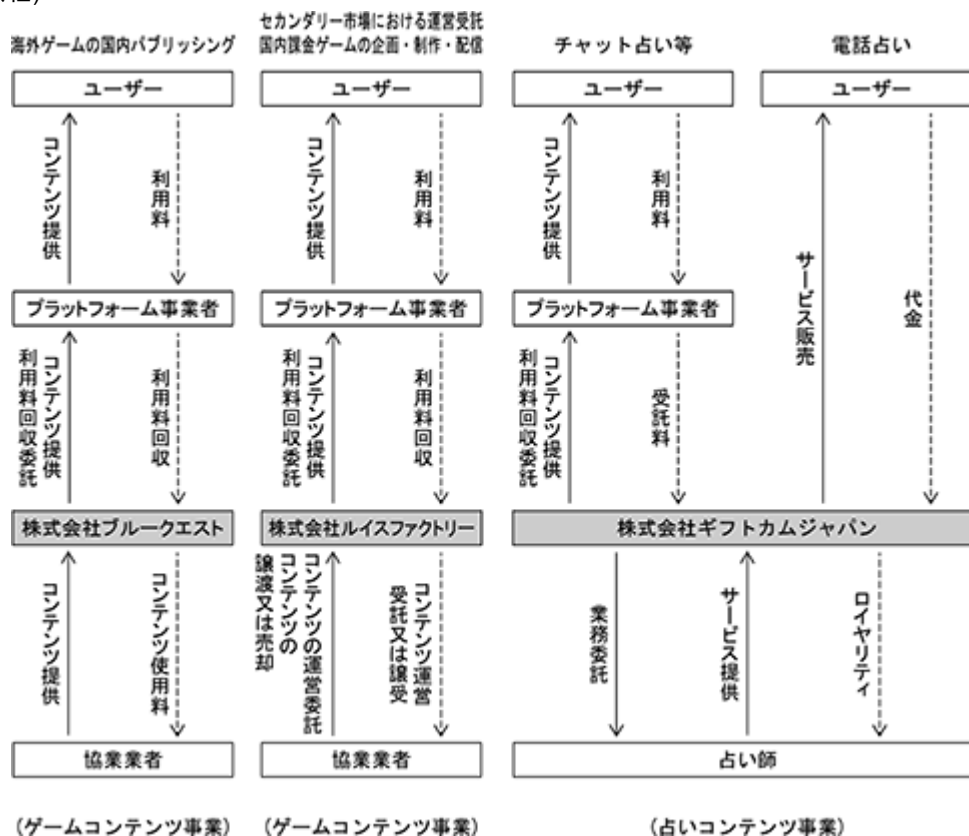 海外ゲームの国内パブリッシング
セカンダリー市場における運営受託
国内課金ゲームの企画・制作・配信
チャット占い等
電話占い
ユーザー
ユーザー
ユーザー
ユーザー
コンテンツ提供
利用料
コンテンツ提供
利用料
コンテンツ提供
利用料
サービス販売
代金
プラットフォーム事業者
プラットフォーム事業者
プラットフォーム事業者
コンテンツ提供
利用料回収委託
利用料回収
コンテンツ提供
利用料回収委託
利用料回収
コンテンツ提供
利用料回収委託
受託料
株式会社ブルークエスト
株式会社ルイスファクトリー
株式会社ギフトカムジャパン
コンテンツ提供
コンテンツ使用料
コンテンツの運営委託
コンテンツの
譲渡又は売却
コンテンツ運営
受託又は譲受
業務委託
サービス提供
ロイヤリティ
協業業者
協業業者
占い師
(ゲームコンテンツ事業)
(ゲームコンテンツ事業)
(占いコンテンツ事業)